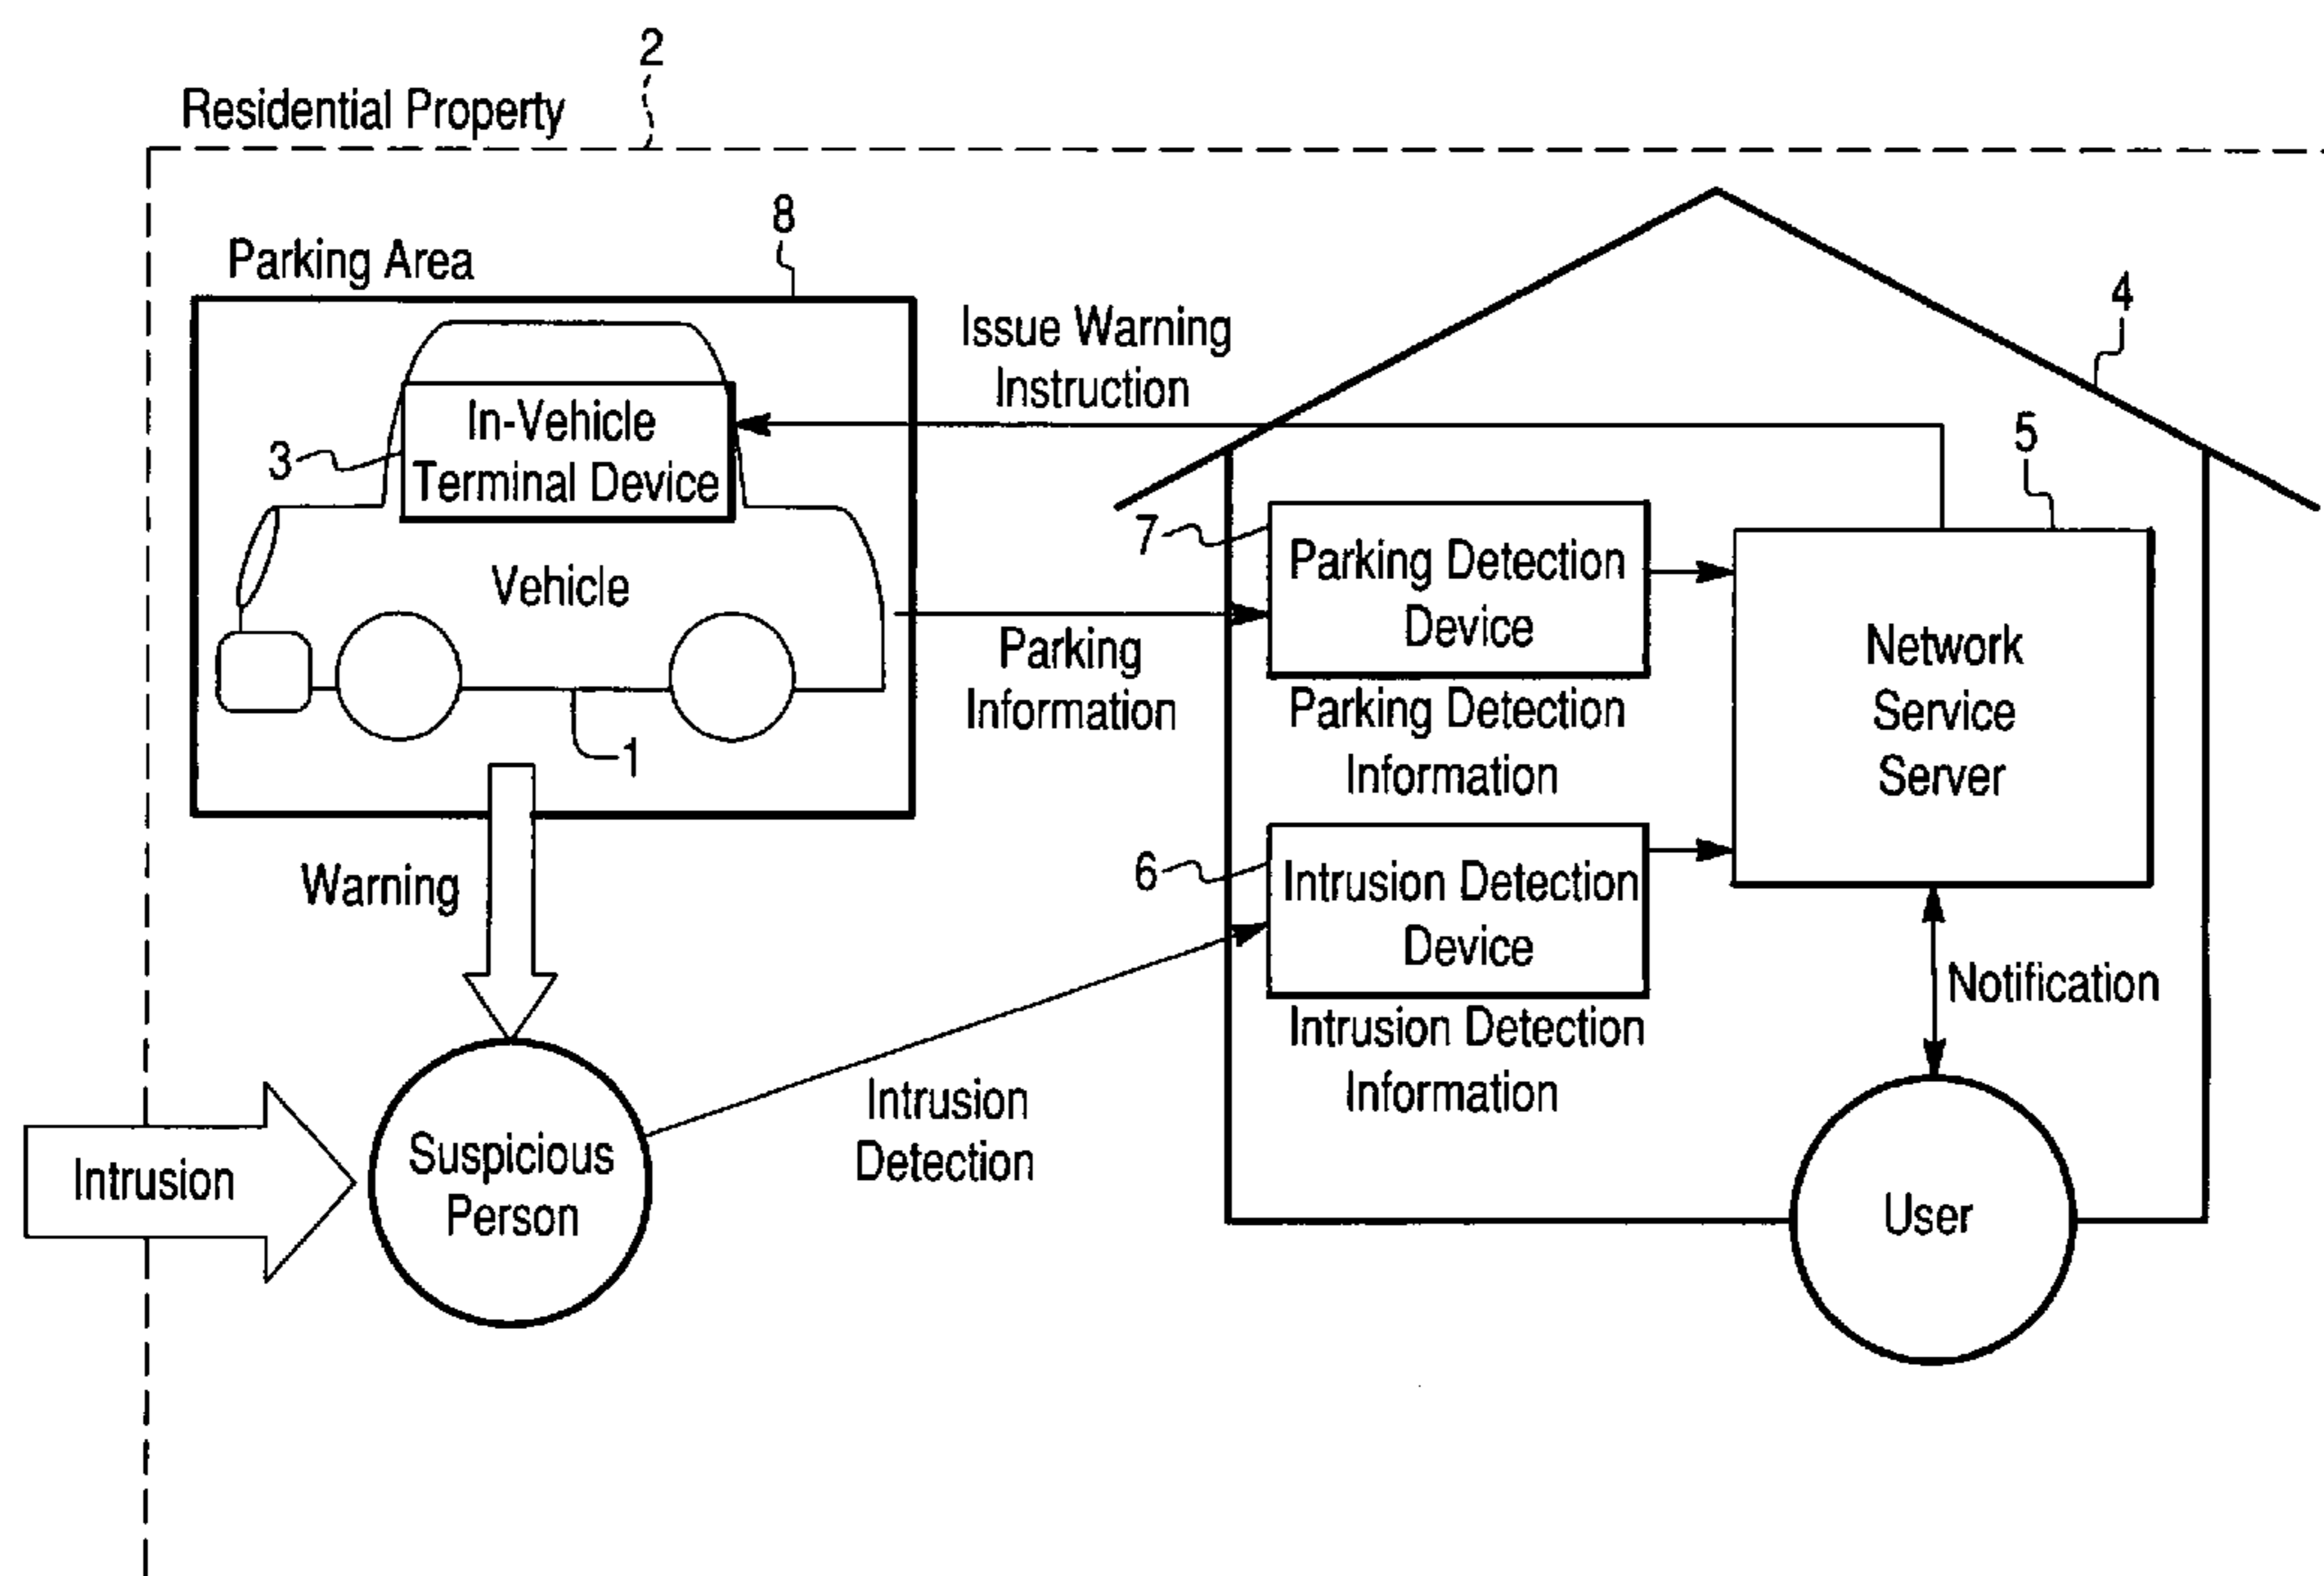 2
Residential Property
8
Parking Area
4
Issue Warning
Instruction
5
In-Vehicle
Terminal Device
3
7
Parking Detection
Device
Vehicle
Network
Service
Server
Parking
Information
Parking Detection
Information
1
6
Intrusion Detection
Device
Warning
Notification
Intrusion Detection
Information
Intrusion
Detection
Intrusion
Suspicious
Person
User